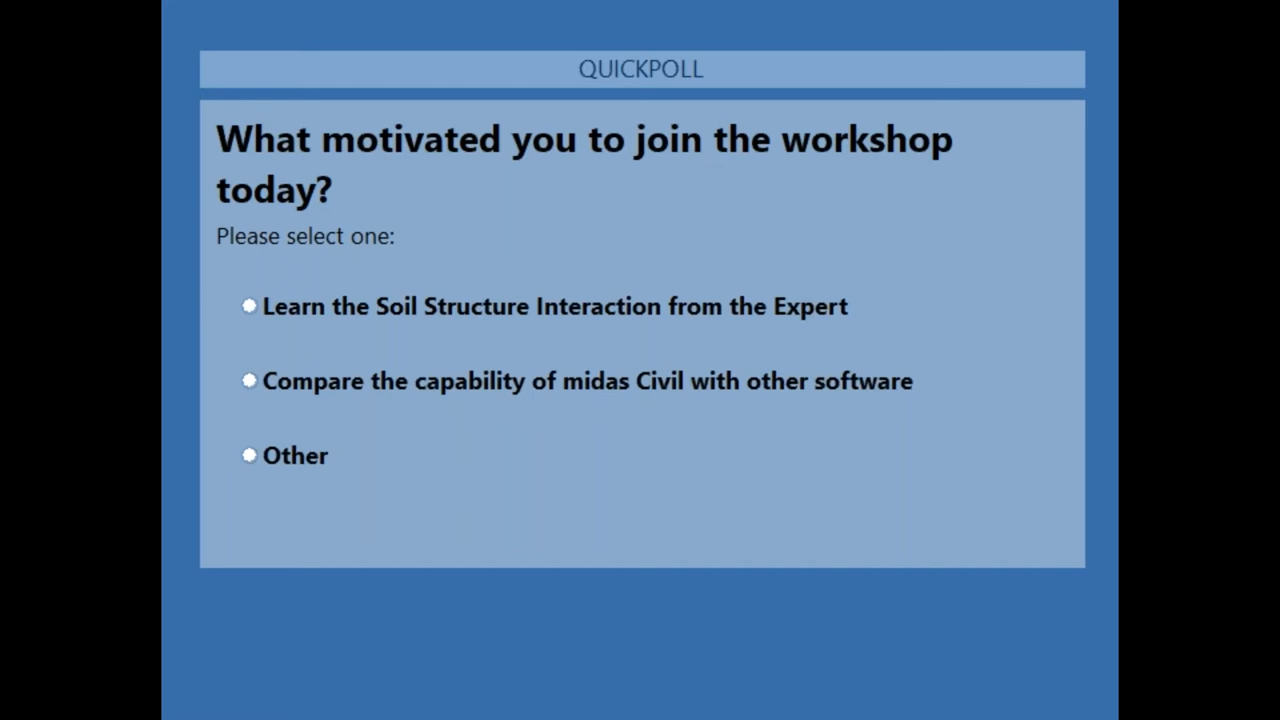 QUICKPOLL
What motivated you to join the workshop
today?
Please select one:
Learn the Soil Structure Interaction from the Expert
Compare the capability of midas Civil with other software
Other